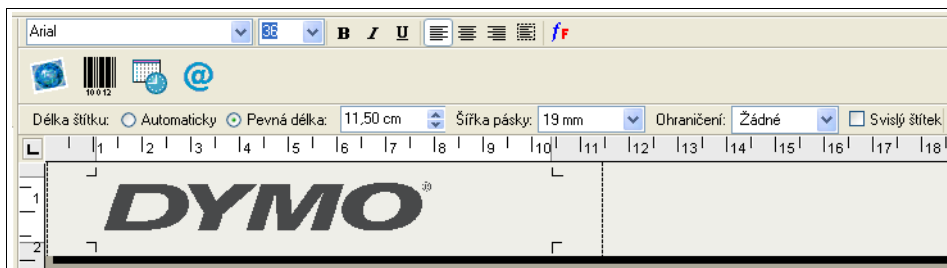 Arial 36 B I U fF
10012 @
Délka štítku: Automaticky Pevná délka: 11,50 cm Šířka pásky: 19 mm Ohraničení: Žádné Svislý štítek
1 2 3 4 5 6 7 8 9 10 11 12 13 14 15 16 17 18
1
DYMO®
2